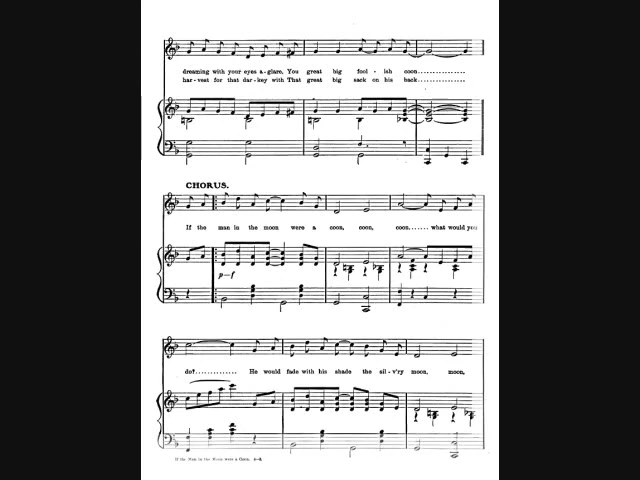 dreaming with your eyes a-glare, You great big fool-ish coon................
har-vest for that dar-key with That great big sack on his back................
CHORUS.
If the man in the moon were a coon, coon, coon...... what would you
p-f
do?.............. He would fade with his shade the sil-v'ry moon, moon,
If the Man in the Moon were a Coon. 4-3.